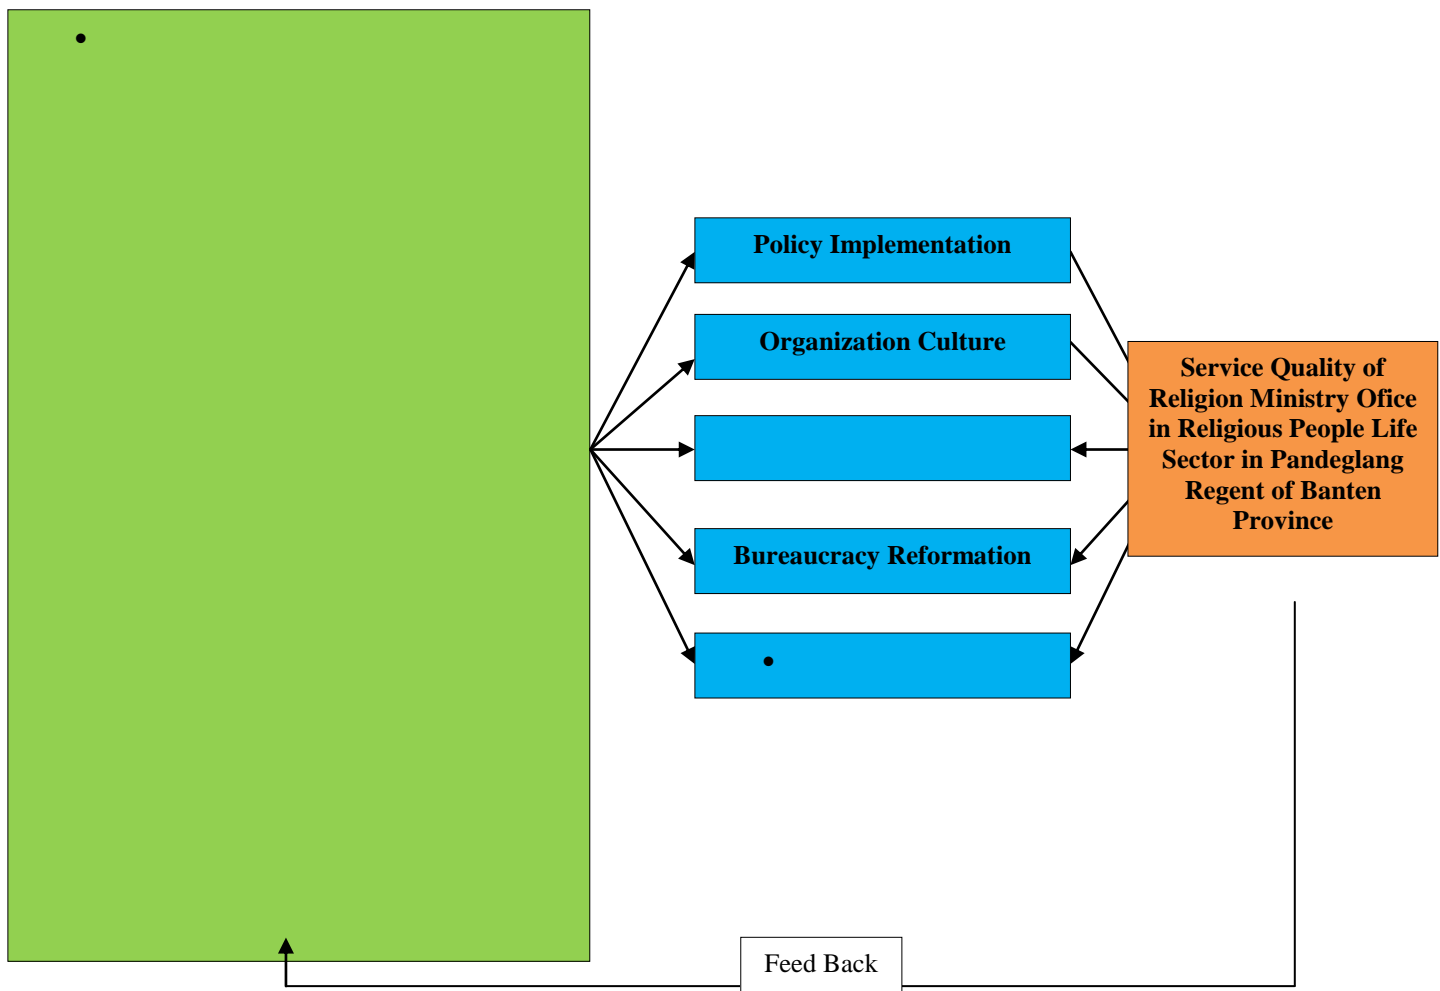 •
Policy Implementation
Organization Culture
Bureaucracy Reformation
•
Service Quality of
Religion Ministry Ofice
in Religious People Life
Sector in Pandeglang
Regent of Banten
Province
Feed Back